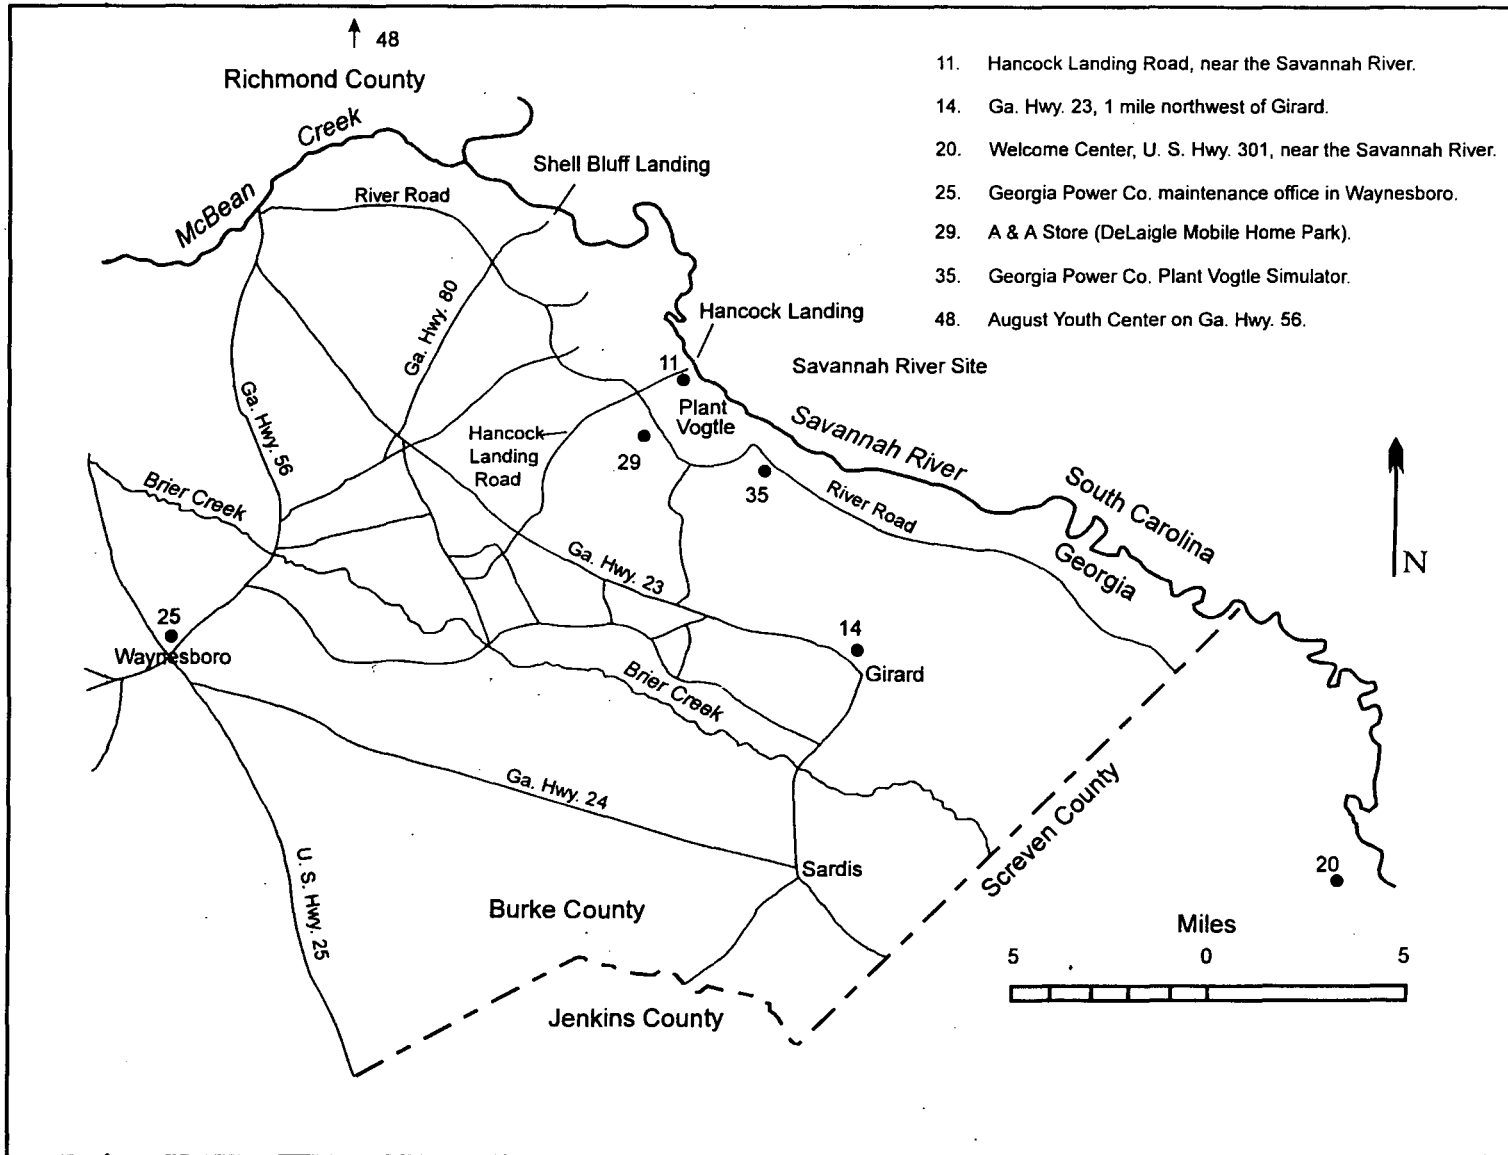 48
Richmond County
McBean
Creek
Shell Bluff Landing
River Road
11. Hancock Landing Road, near the Savannah River.
14. Ga. Hwy. 23, 1 mile northwest of Girard.
20. Welcome Center, U. S. Hwy. 301, near the Savannah River.
25. Georgia Power Co. maintenance office in Waynesboro.
29. A & A Store (DeLaigle Mobile Home Park).
35. Georgia Power Co. Plant Vogtle Simulator.
48. August Youth Center on Ga. Hwy. 56.
Ga. Hwy. 80
Hancock Landing
Savannah River Site
11
Plant
Vogtle
Ga. Hwy. 56
Hancock
Landing
Road
29
35
Savannah River
River Road
South Carolina
Georgia
N
Brier Creek
Ga. Hwy. 23
25
Waynesboro
14
Girard
Brier Creek
Ga. Hwy. 24
U. S. Hwy. 25
Sardis
Screven County
20
Burke County
Jenkins County
Miles
5 0 5